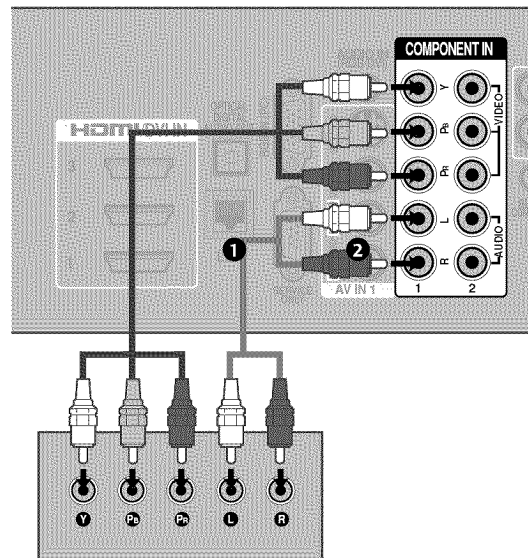 COMPONENT IN
Y
PB
PR
L
R
VIDEO
AUDIO
1
2
HDMI/DVI IN
3
2
AV IN 1
1
2
Y
PB
PR
L
R